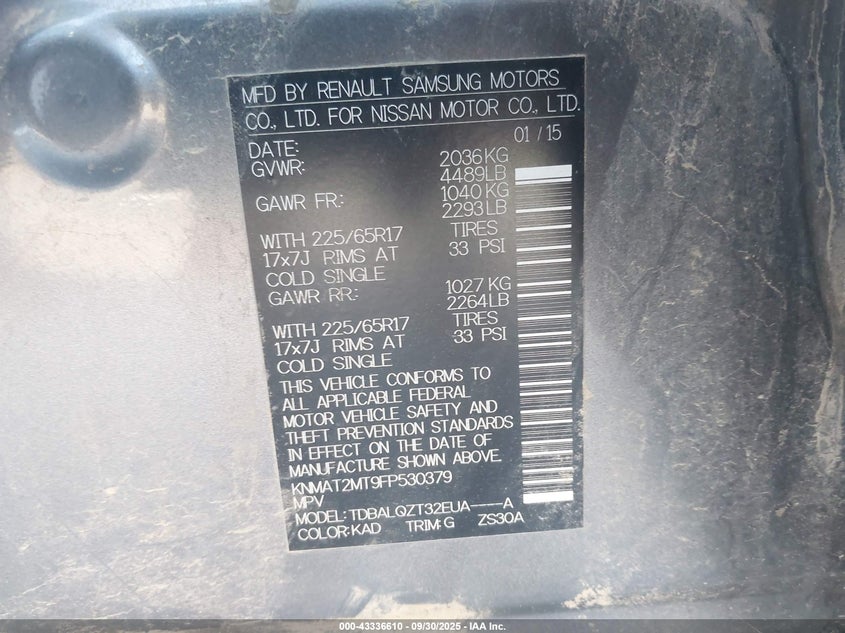 MFD BY RENAULT SAMSUNG MOTORS
CO., LTD. FOR NISSAN MOTOR CO., LTD.
DATE: 01 / 15
GVWR: 2036KG
4489LB
GAWR FR.: 1040KG
2293LB
WITH 225/65R17 TIRES
17x7J RIMS AT 33 PSI
COLD SINGLE
GAWR RR.: 1027KG
2264LB
WITH 225/65R17 TIRES
17x7J RIMS AT 33 PSI
COLD SINGLE
THIS VEHICLE CONFORMS TO
ALL APPLICABLE FEDERAL
MOTOR VEHICLE SAFETY AND
THEFT PREVENTION STANDARDS
IN EFFECT ON THE DATE OF
MANUFACTURE SHOWN ABOVE.
KNMAT2MT9FP530379
MPV
MODEL: TDBALQZT32EUA----A
COLOR:KAD TRIM:G ZS30A
000-43336610 - 09/30/2025 - IAA Inc.